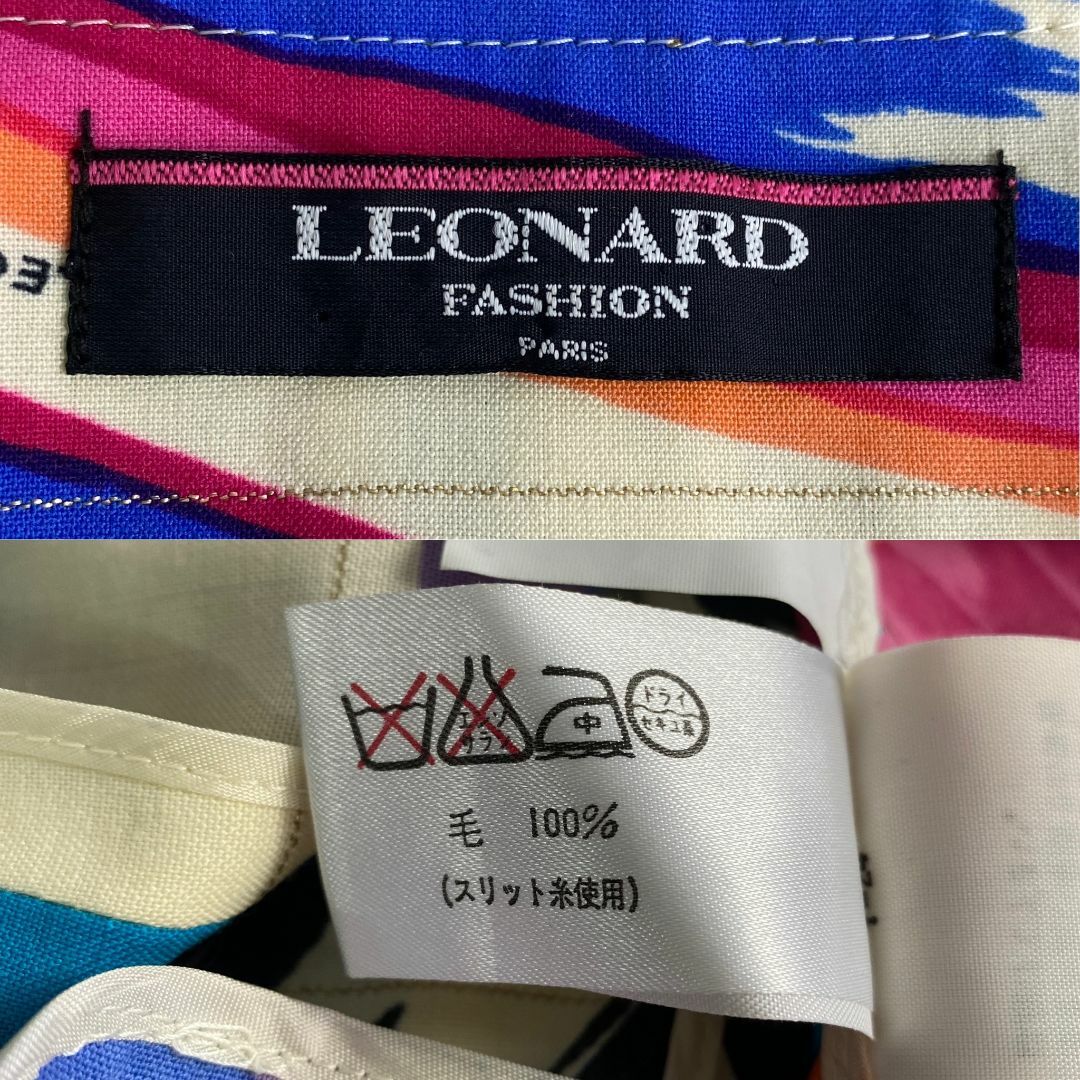 LEONARD
FASHION
PARIS
エンソ
サラシ
中
ドライ
セキユ系
毛 100%
(スリット糸使用)